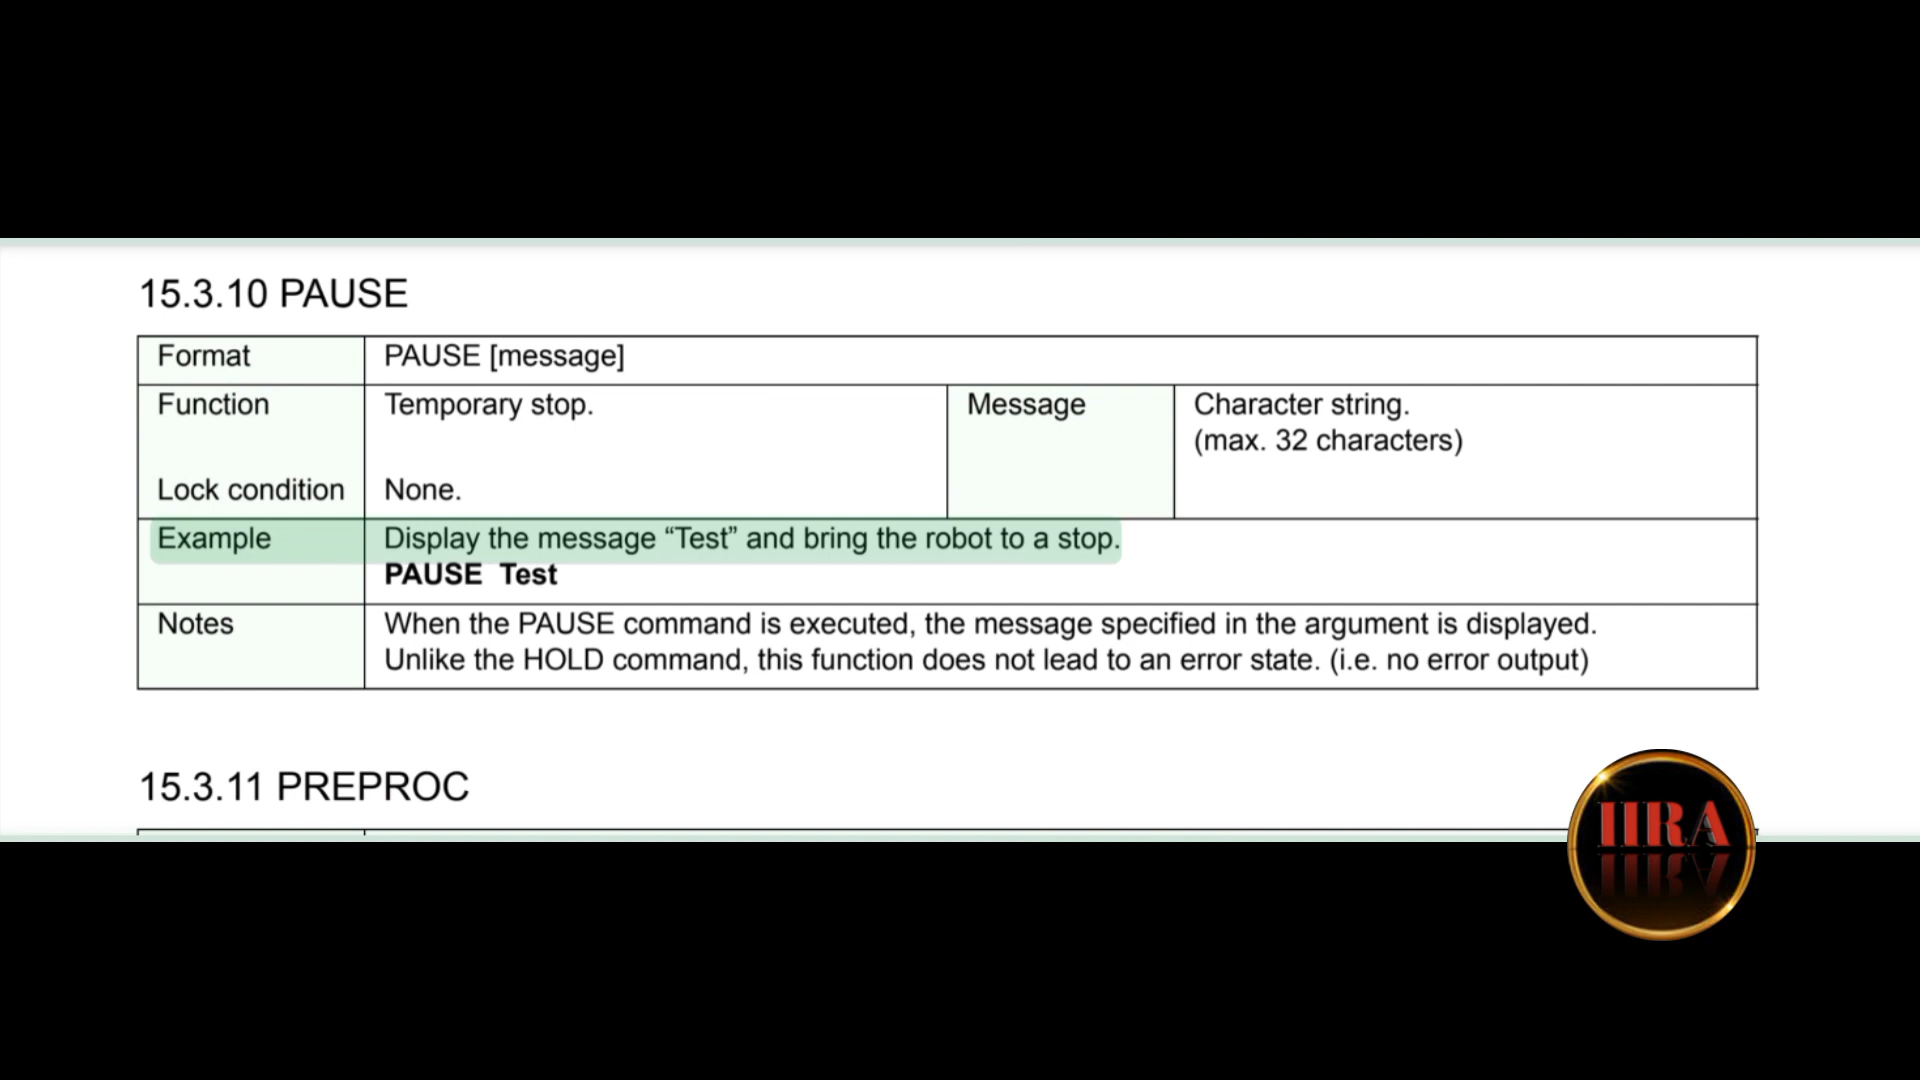 15.3.10 PAUSE
Format PAUSE [message]
Function Temporary stop. Message Character string.
(max. 32 characters)
Lock condition None.
Example Display the message “Test” and bring the robot to a stop.
PAUSE Test
Notes When the PAUSE command is executed, the message specified in the argument is displayed.
Unlike the HOLD command, this function does not lead to an error state. (i.e. no error output)
15.3.11 PREPROC
IIRA